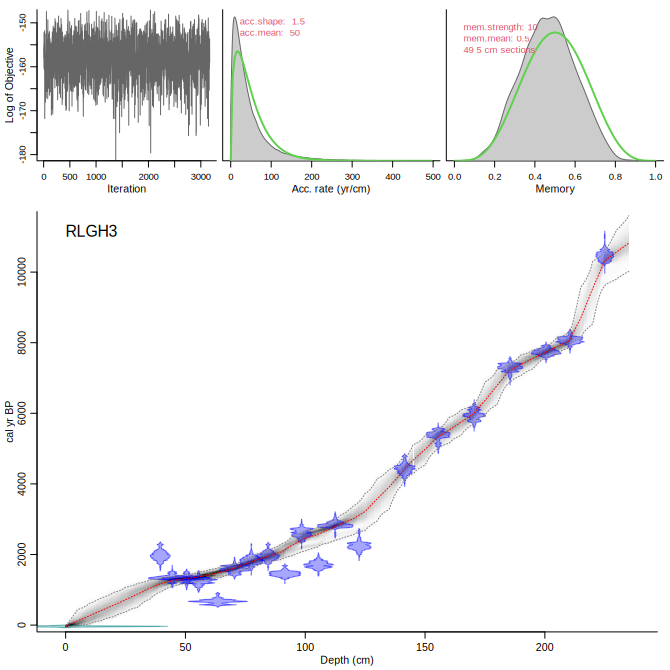 Log of Objective
-180
-170
-160
-150
0 500 1000 2000 3000
Iteration
acc.shape: 1.5
acc.mean: 50
0 100 200 300 400 500
Acc. rate (yr/cm)
mem.strength: 10
mem.mean: 0.5
49 5 cm sections
0.0 0.2 0.4 0.6 0.8 1.0
Memory
RLGH3
cal yr BP
10000
8000
6000
4000
2000
0
0 50 100 150 200
Depth (cm)